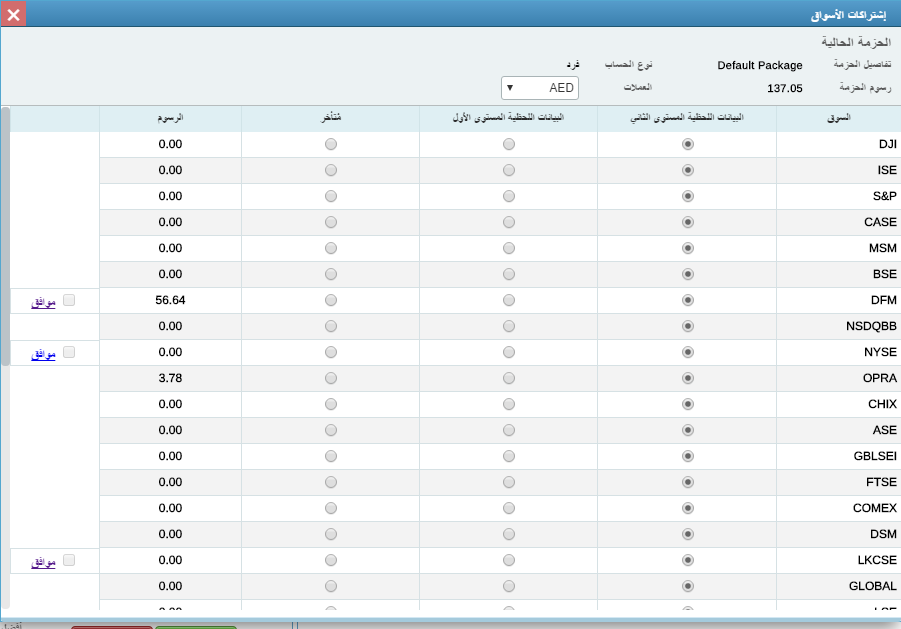 إشتراكات الأسواق
الحزمة الحالية
تفاصيل الحزمة Default Package نوع الحساب فرد
رسوم الحزمة 137.05 العملات AED
السوق البيانات اللحظية المستوى الثاني البيانات اللحظية المستوى الأول مُتأخر الرسوم
DJI 0.00
ISE 0.00
S&P 0.00
CASE 0.00
MSM 0.00
BSE 0.00
DFM 56.64 موافق
NSDQBB 0.00
NYSE 0.00 موافق
OPRA 3.78
CHIX 0.00
ASE 0.00
GBLSEI 0.00
FTSE 0.00
COMEX 0.00
DSM 0.00
LKCSE 0.00 موافق
GLOBAL 0.00
LSE 0.00